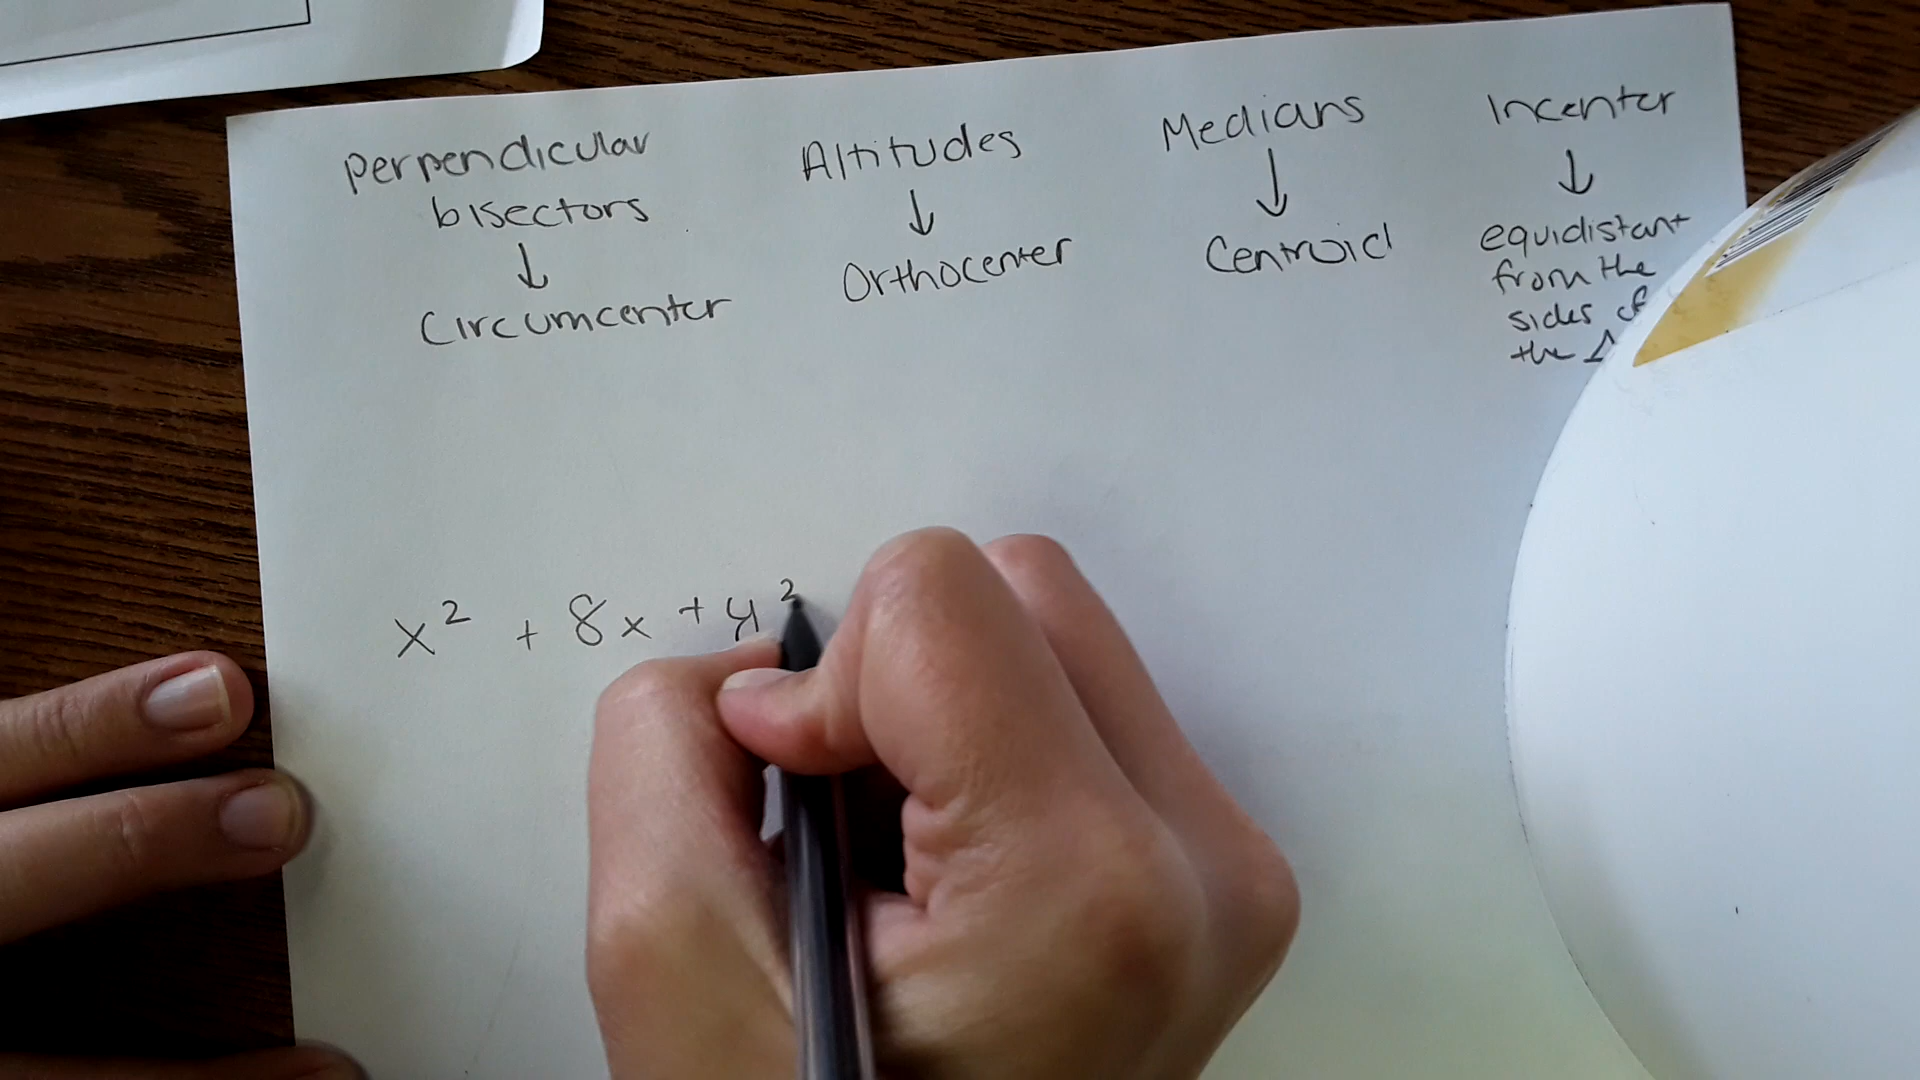 Perpendicular
bisectors
↓
Circumcenter
Altitudes
↓
Orthocenter
Medians
↓
Centroid
Incenter
↓
equidistant
from the
sides of
the △
x² + 8x + y²